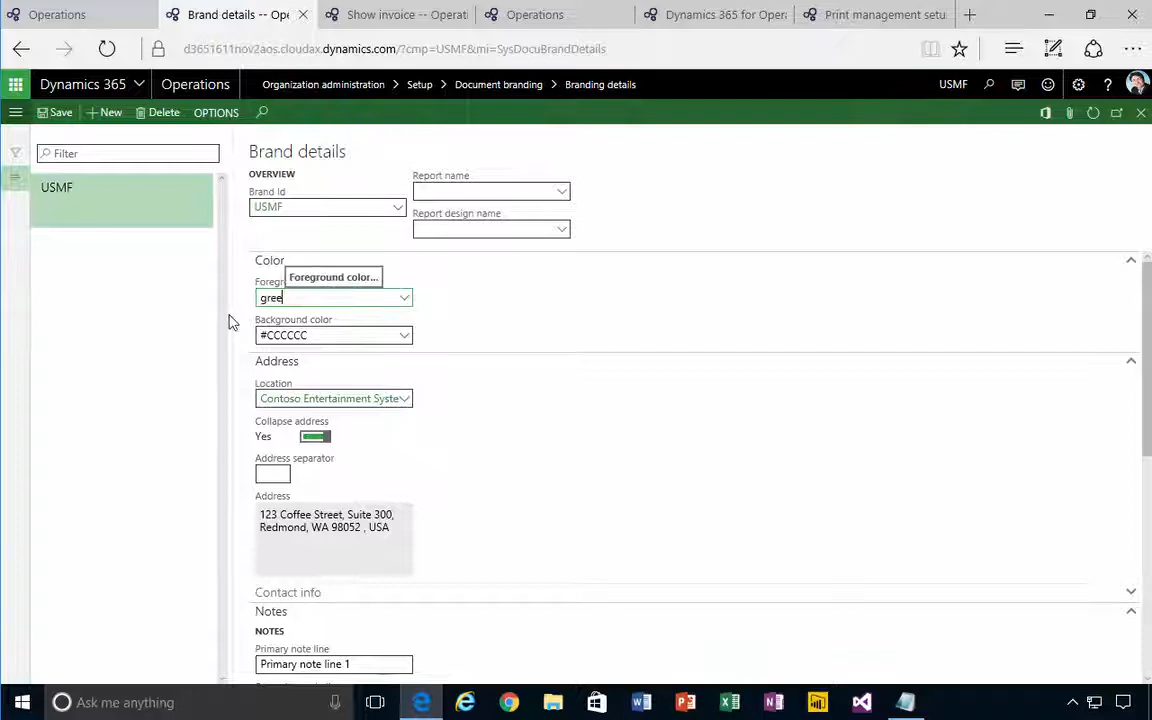 Operations
Brand details -- Ope
Show invoice -- Operati
Operations
Dynamics 365 for Opera
Print management setu
d3651611nov2aos.cloudax.dynamics.com/?cmp=USMF&mi=SysDocuBrandDetails
Dynamics 365
Operations
Organization administration > Setup > Document branding > Branding details
USMF
Save
New
Delete
OPTIONS
Filter
USMF
Brand details
OVERVIEW
Brand Id
USMF
Report name
Report design name
Color
Foregr
Foreground color...
gree
Background color
#CCCCCC
Address
Location
Contoso Entertainment Syste
Collapse address
Yes
Address separator
Address
123 Coffee Street, Suite 300,
Redmond, WA 98052 , USA
Contact info
Notes
NOTES
Primary note line
Primary note line 1
Ask me anything